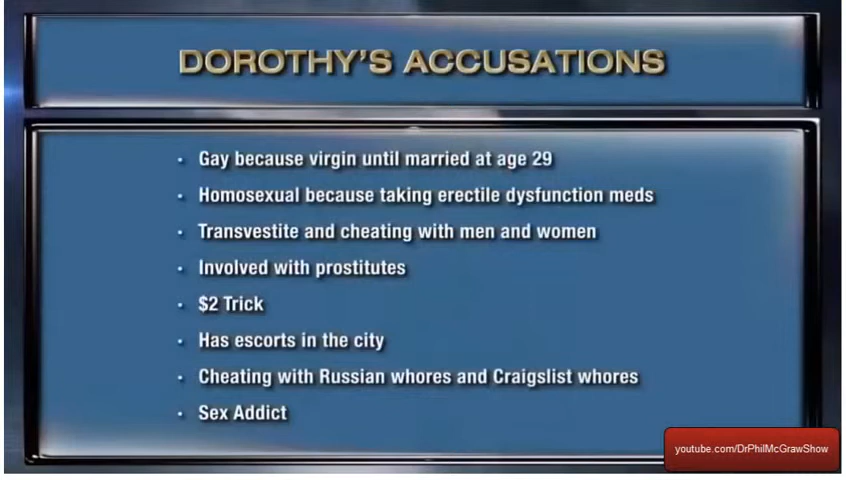 DOROTHY'S ACCUSATIONS
· Gay because virgin until married at age 29
· Homosexual because taking erectile dysfunction meds
· Transvestite and cheating with men and women
· Involved with prostitutes
· $2 Trick
· Has escorts in the city
· Cheating with Russian whores and Craigslist whores
· Sex Addict
youtube.com/DrPhilMcGrawShow